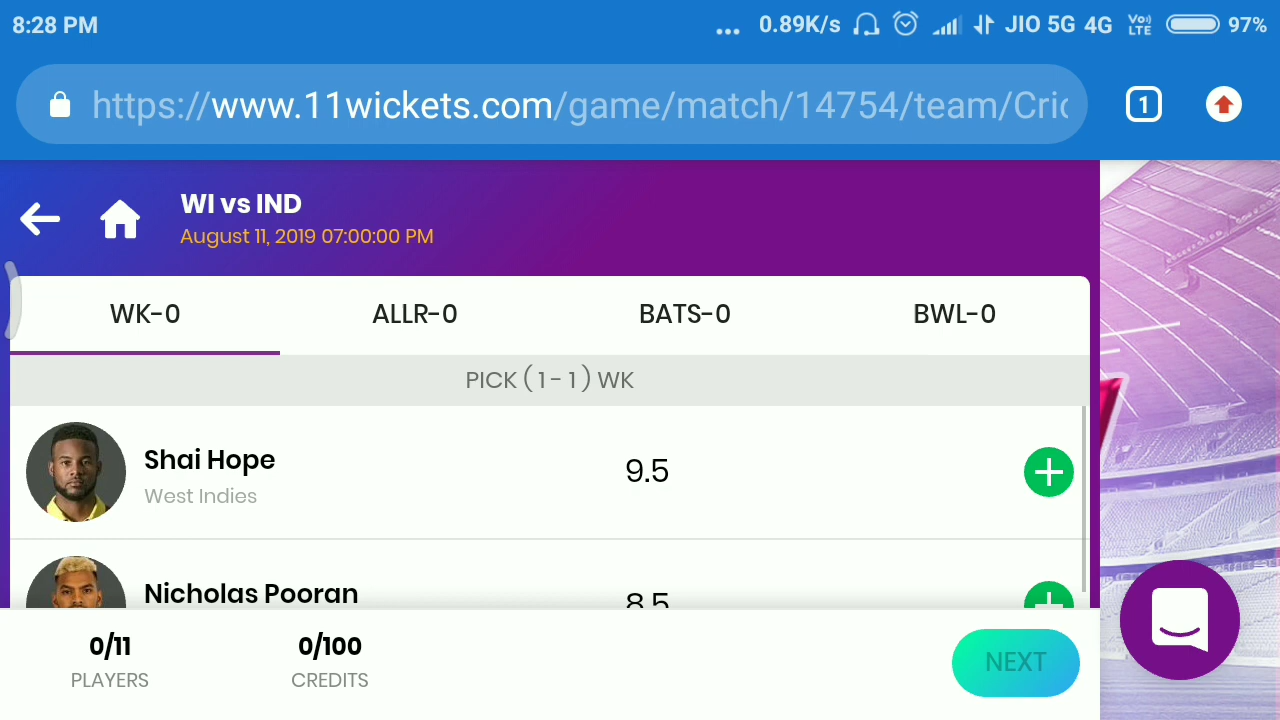 8:28 PM ... 0.89K/s JIO 5G 4G Vo)) LTE 97%
https://www.11wickets.com/game/match/14754/team/Cric 1
WI vs IND
August 11, 2019 07:00:00 PM
WK-0 ALLR-0 BATS-0 BWL-0
PICK ( 1 - 1 ) WK
Shai Hope
West Indies
9.5
Nicholas Pooran 8.5
0/11 0/100
PLAYERS CREDITS
NEXT